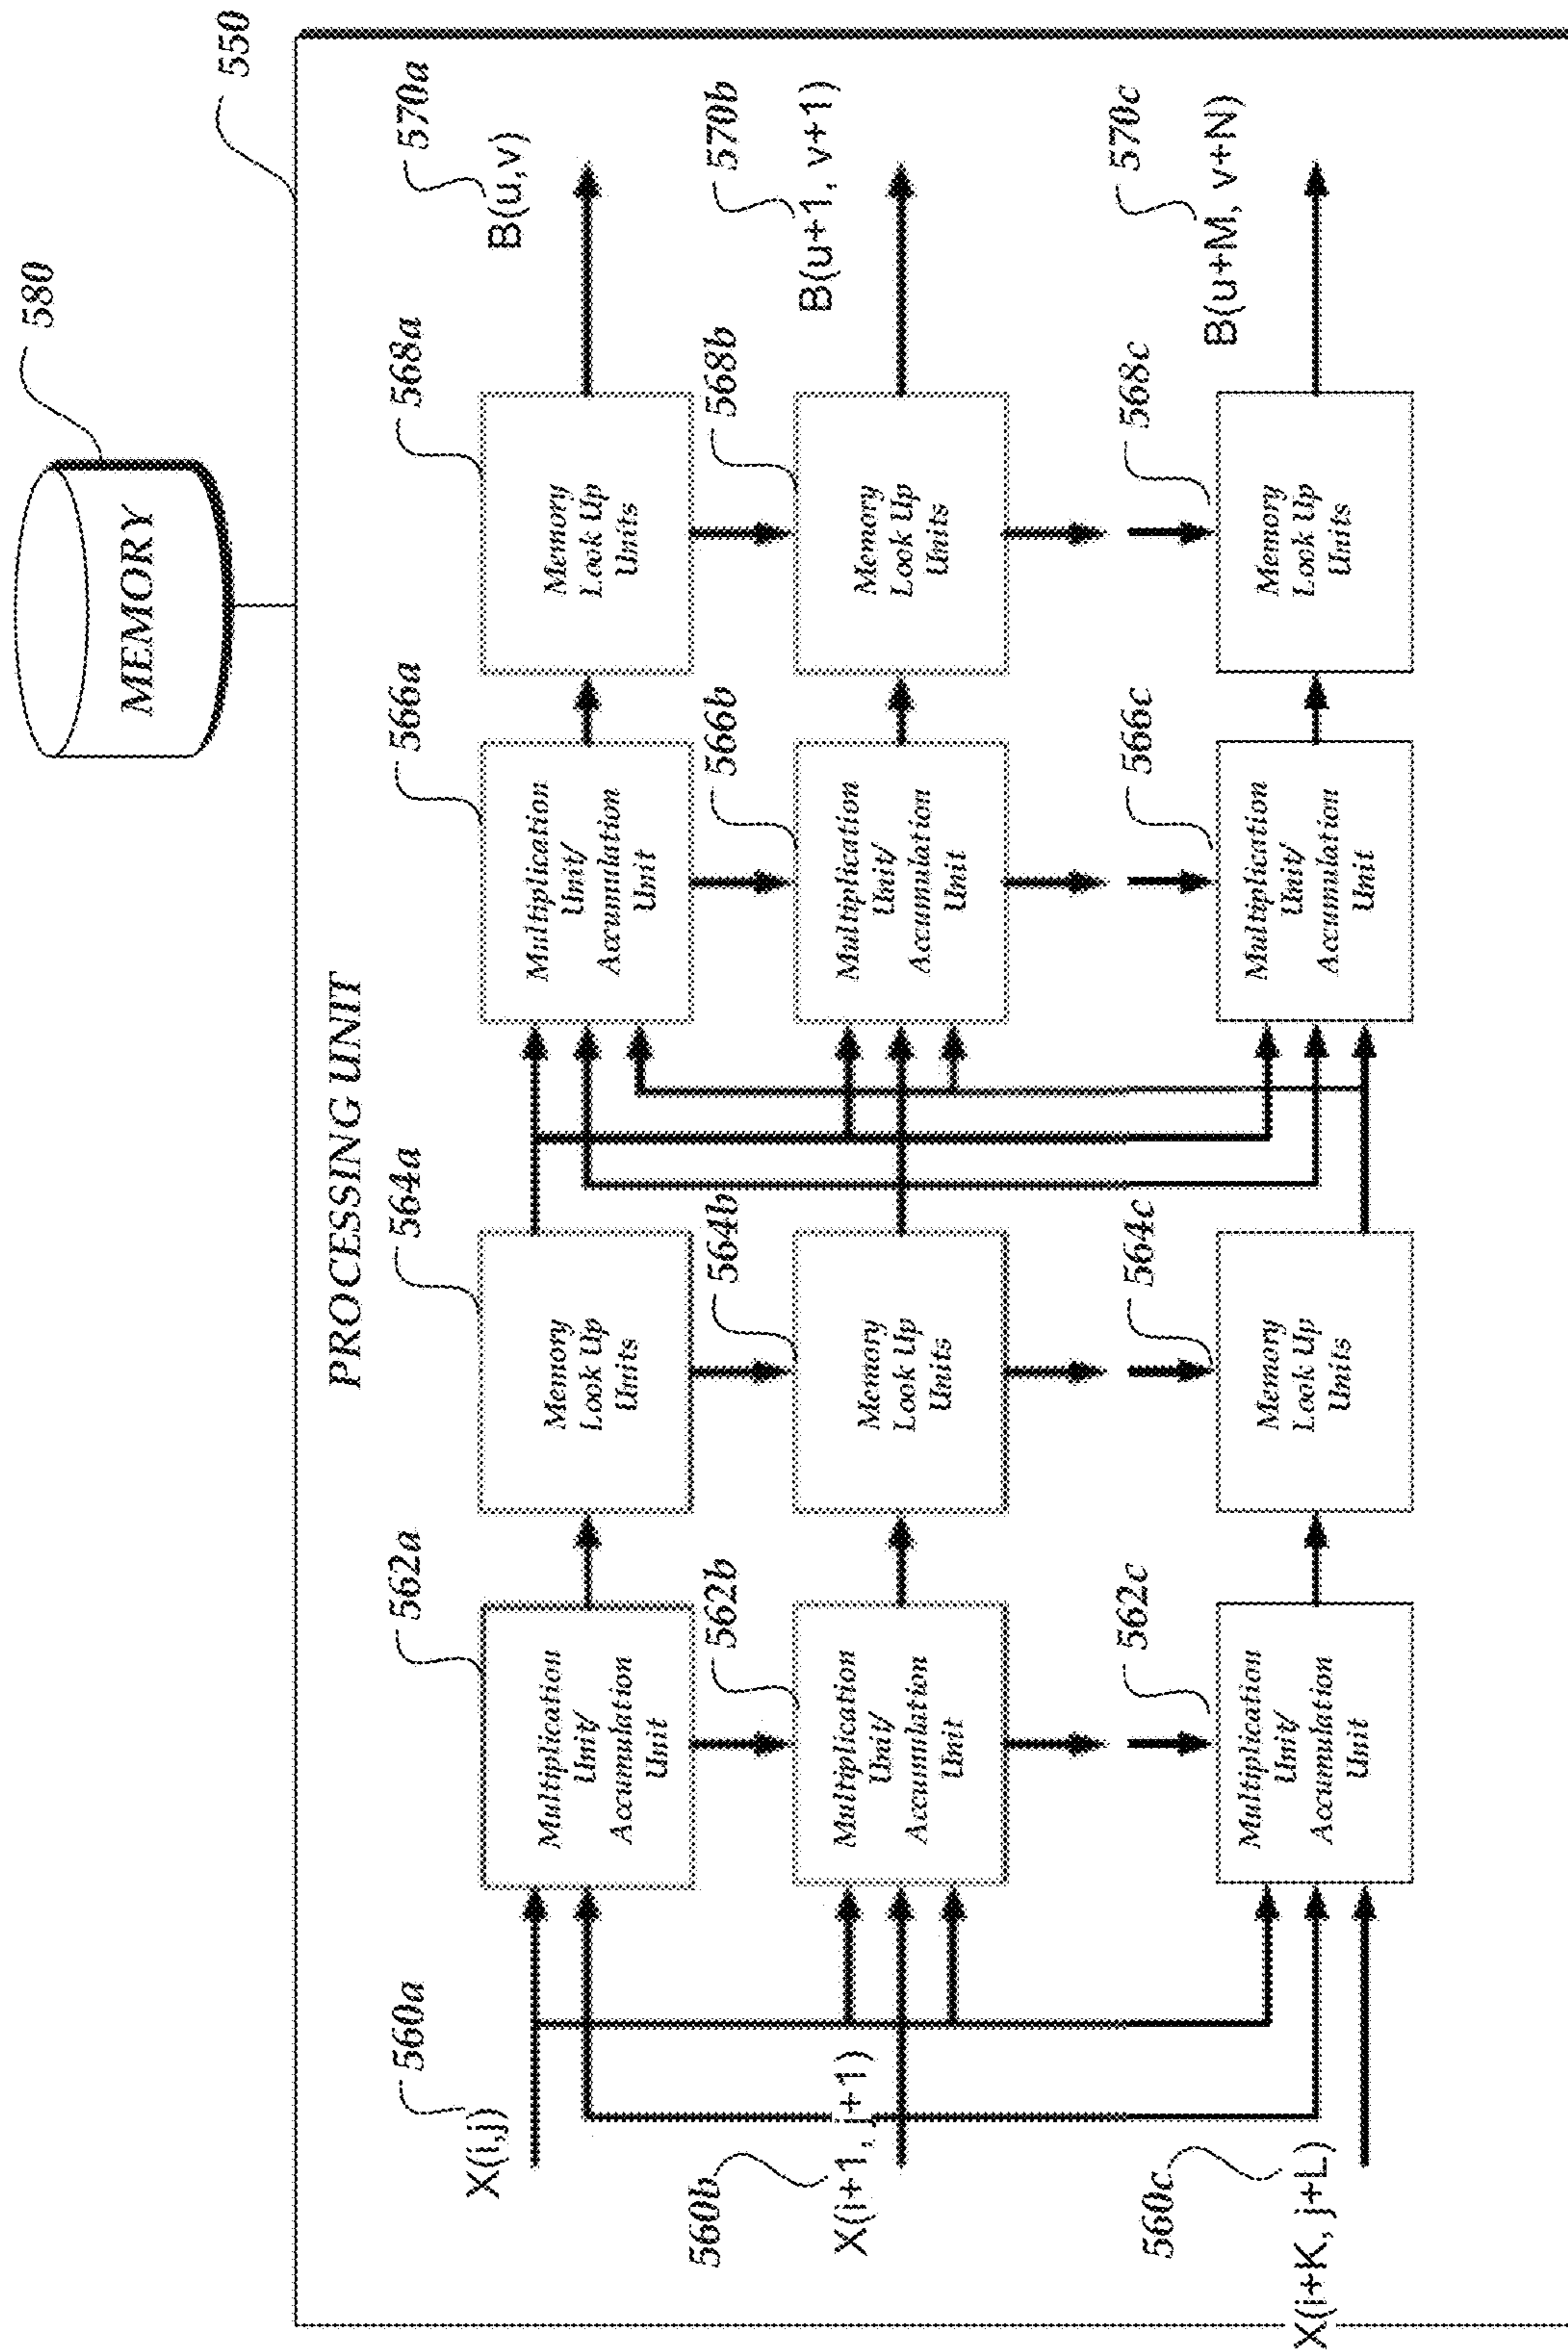 580
MEMORY
550
PROCESSING UNIT
560a
X(i,j)
562a
Multiplication
Unit/
Accumulation
Unit
564a
Memory
Look Up
Units
566a
Multiplication
Unit/
Accumulation
Unit
568a
Memory
Look Up
Units
570a
B(u,v)
560b
X(i+1, j+1)
562b
Multiplication
Unit/
Accumulation
Unit
564b
Memory
Look Up
Units
566b
Multiplication
Unit/
Accumulation
Unit
568b
Memory
Look Up
Units
570b
B(u+1, v+1)
560c
X(i+K, j+L)
562c
Multiplication
Unit/
Accumulation
Unit
564c
Memory
Look Up
Units
566c
Multiplication
Unit/
Accumulation
Unit
568c
Memory
Look Up
Units
570c
B(u+M, v+N)